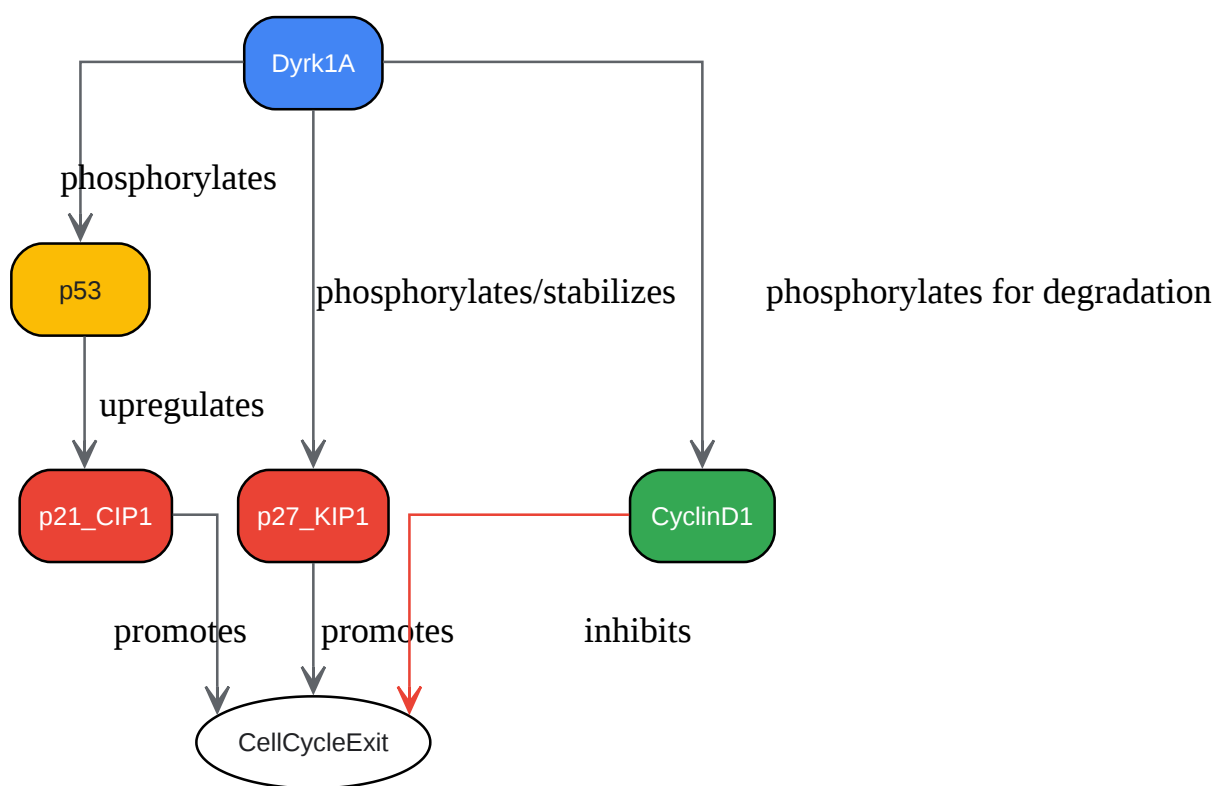 Dyrk1A
phosphorylates
p53
phosphorylates/stabilizes
phosphorylates for degradation
upregulates
p21_CIP1
p27_KIP1
CyclinD1
promotes
promotes
inhibits
CellCycleExit